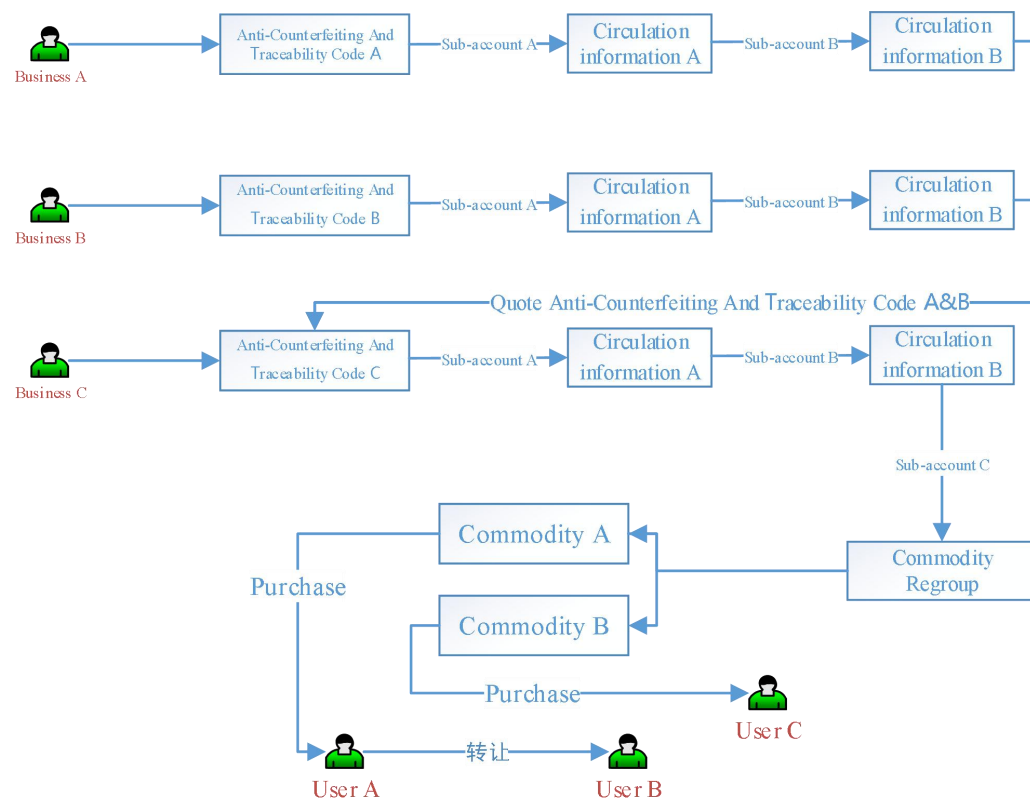 Anti-Counterfeiting And
Traceability Code A
Sub-account A
Circulation
information A
Sub-account B
Circulation
information B
Business A
Anti-Counterfeiting And
Traceability Code B
Sub-account A
Circulation
information A
Sub-account B
Circulation
information B
Business B
Quote Anti-Counterfeiting And Traceability Code A&B
Anti-Counterfeiting And
Traceability Code C
Sub-account A
Circulation
information A
Sub-account B
Circulation
information B
Business C
Sub-account C
Commodity A
Commodity
Regroup
Purchase
Commodity B
Purchase
User C
转让
User A
User B